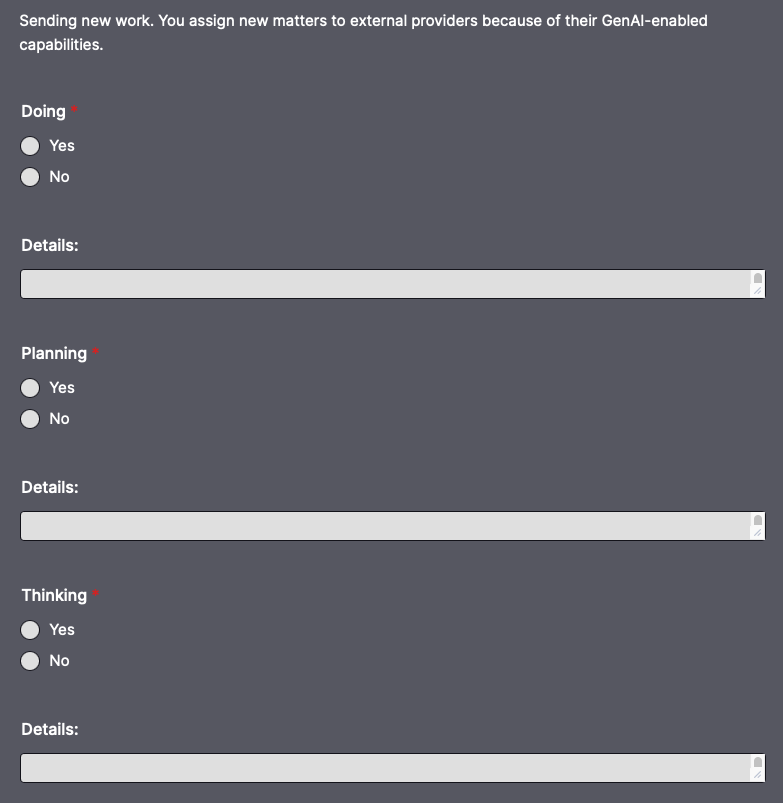 Sending new work. You assign new matters to external providers because of their GenAI-enabled
capabilities.
Doing *
Yes
No
Details:
Planning *
Yes
No
Details:
Thinking *
Yes
No
Details: